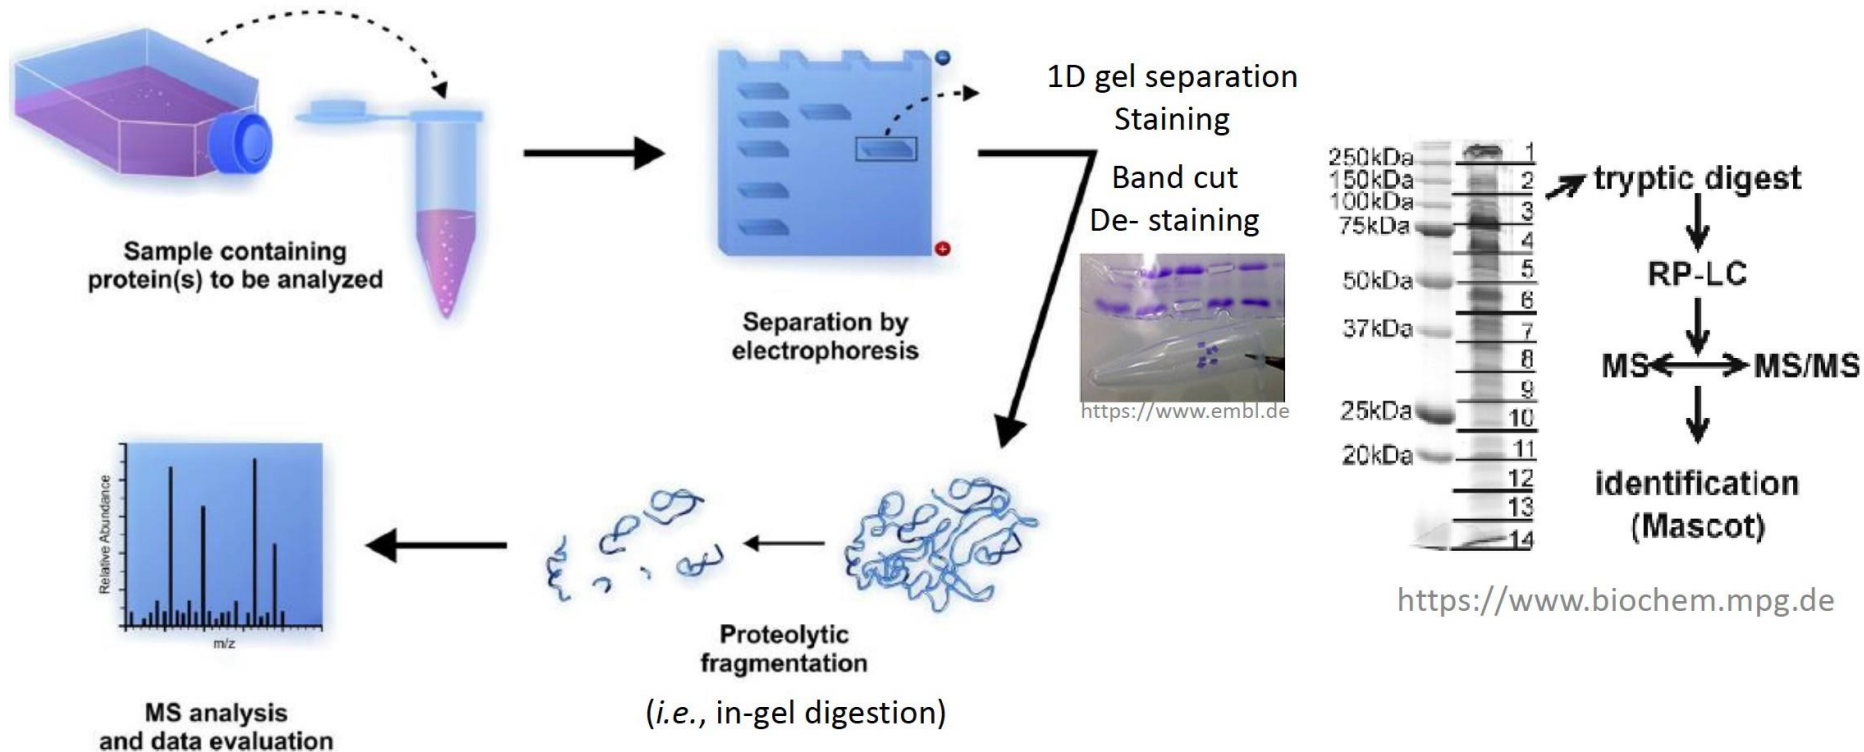 Sample containing
protein(s) to be analyzed
Separation by
electrophoresis
1D gel separation
Staining
Band cut
De- staining
https://www.embl.de
Proteolytic
fragmentation
(i.e., in-gel digestion)
Relative Abundance
m/z
MS analysis
and data evaluation
250kDa
150kDa
100kDa
75kDa
50kDa
37kDa
25kDa
20kDa
1
2
3
4
5
6
7
8
9
10
11
12
13
14
tryptic digest
RP-LC
MS MS/MS
identification
(Mascot)
https://www.biochem.mpg.de